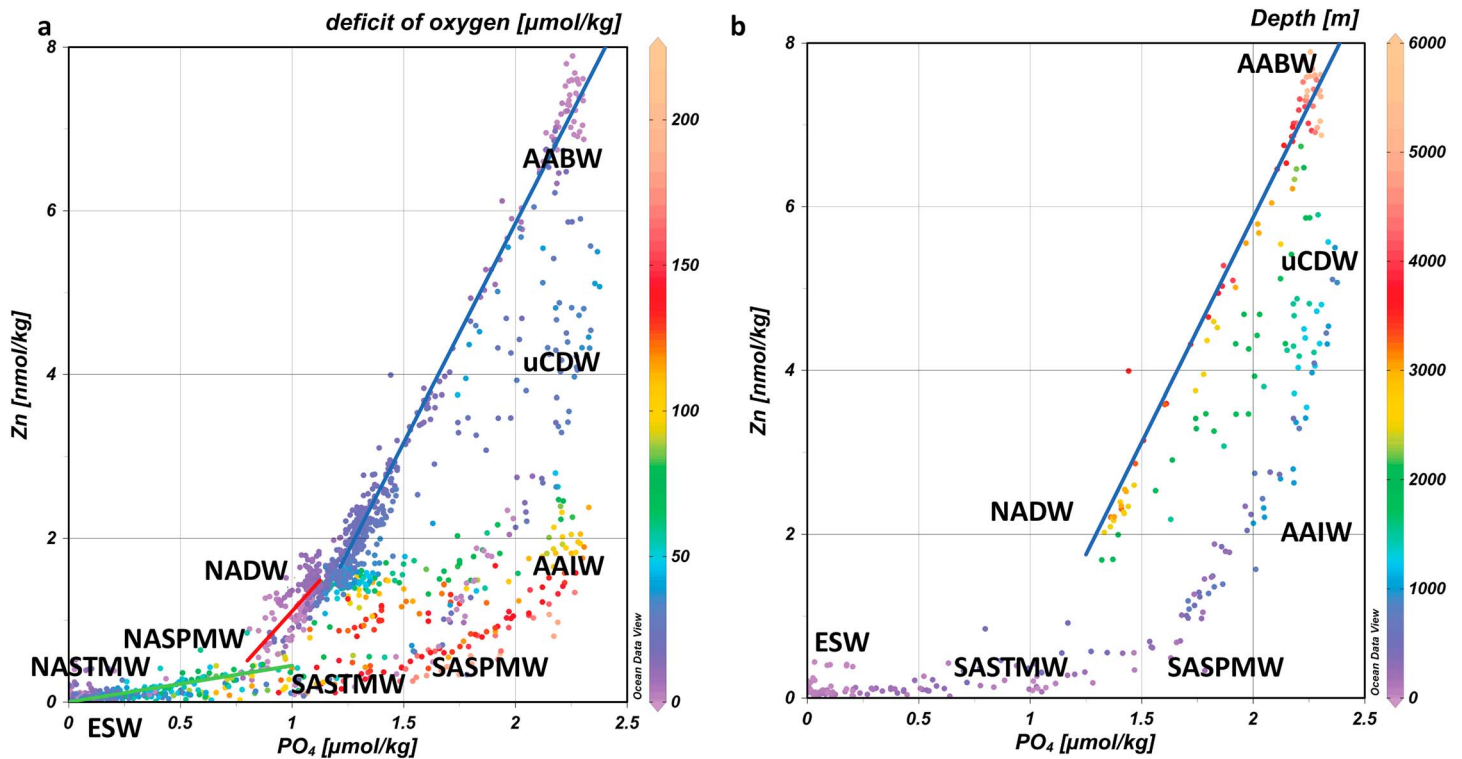 a
deficit of oxygen [µmol/kg]
8
6
4
2
0
Zn [nmol/kg]
AABW
uCDW
NADW
AAIW
NASPMW
NASTMW
SASPMW
SASTMW
ESW
0
0.5
1
1.5
2
2.5
PO₄ [µmol/kg]
200
150
100
50
0
Ocean Data View
b
Depth [m]
8
6
4
2
0
Zn [nmol/kg]
AABW
uCDW
NADW
AAIW
ESW
SASTMW
SASPMW
0
0.5
1
1.5
2
2.5
PO₄ [µmol/kg]
6000
5000
4000
3000
2000
1000
0
Ocean Data View